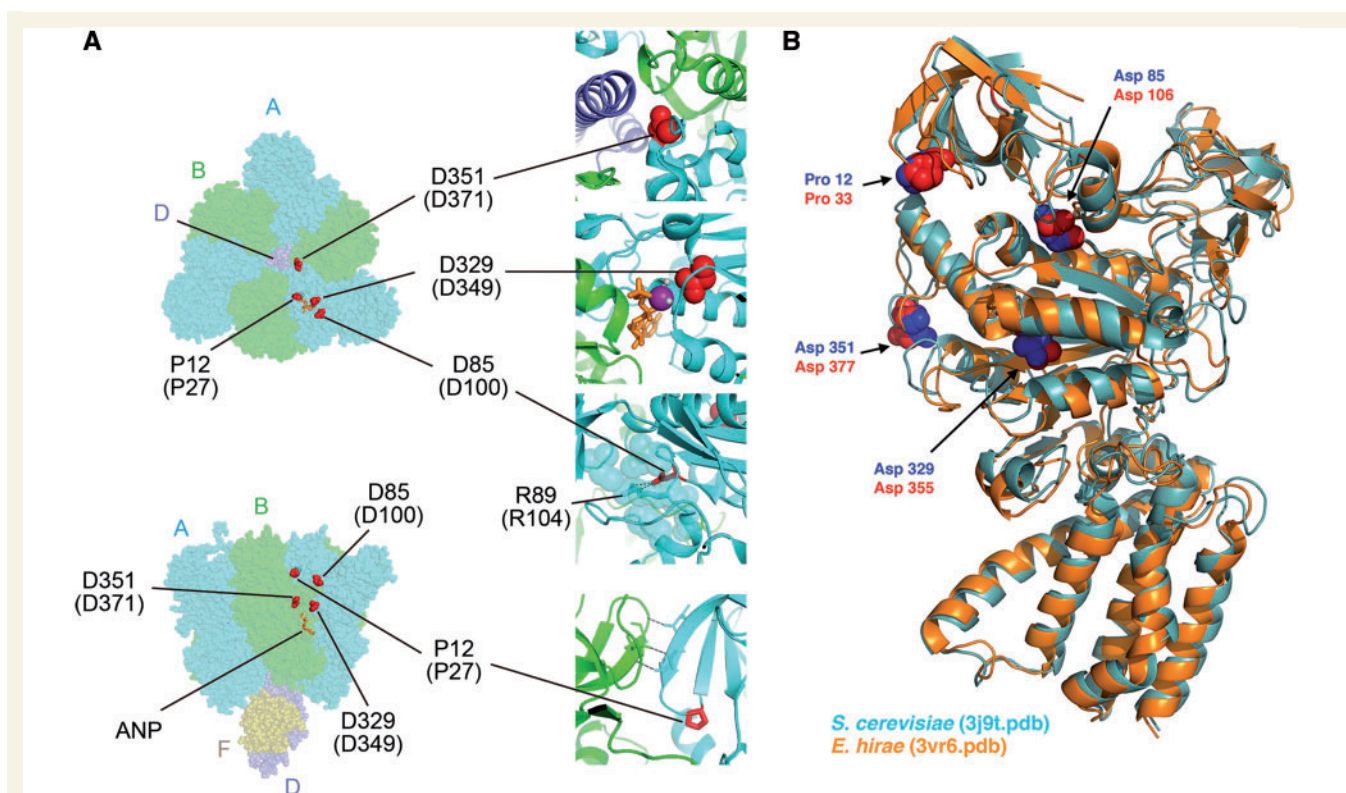 A
A
B
D
D351
(D371)
D329
(D349)
P12
(P27)
D85
(D100)
R89
(R104)
A
B
D85
(D100)
D351
(D371)
P12
(P27)
ANP
D329
(D349)
F
D
B
Asp 85
Asp 106
Pro 12
Pro 33
Asp 351
Asp 377
Asp 329
Asp 355
S. cerevisiae (3j9t.pdb)
E. hirae (3vr6.pdb)